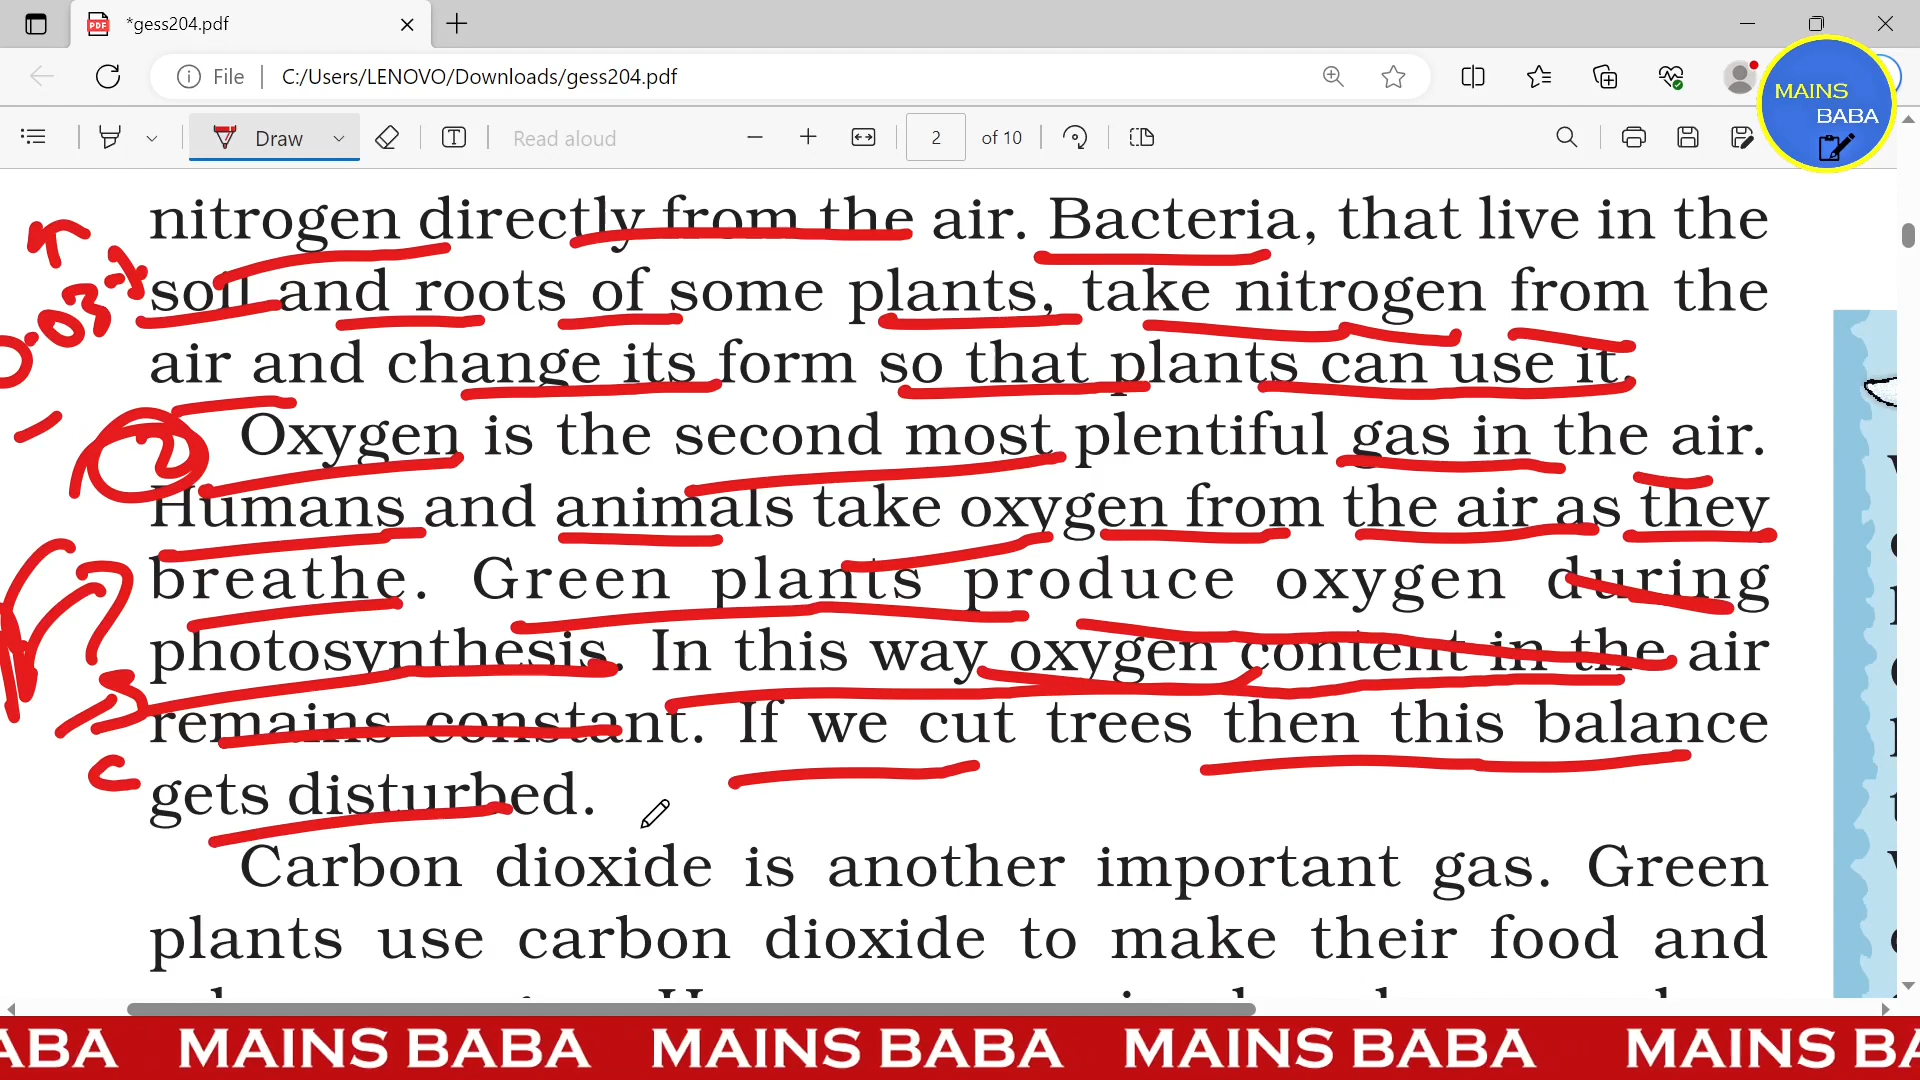 *gess204.pdf
File
C:/Users/LENOVO/Downloads/gess204.pdf
MAINS
BABA
Draw
Read aloud
2 of 10
nitrogen directly from the air. Bacteria, that live in the
soil and roots of some plants, take nitrogen from the
air and change its form so that plants can use it.
Oxygen is the second most plentiful gas in the air.
Humans and animals take oxygen from the air as they
breathe. Green plants produce oxygen during
photosynthesis. In this way oxygen content in the air
remains constant. If we cut trees then this balance
gets disturbed.
Carbon dioxide is another important gas. Green
plants use carbon dioxide to make their food and
0.03
2
ABA MAINS BABA MAINS BABA MAINS BABA MAINS BA